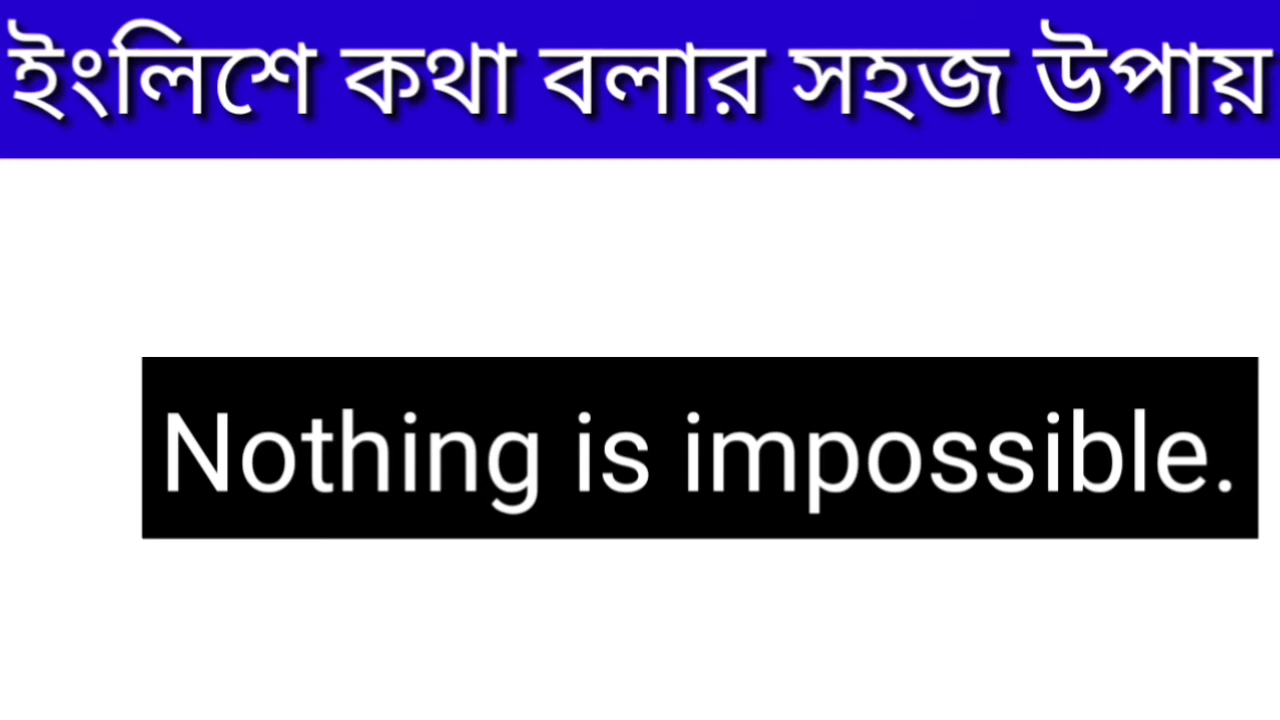 ইংলিশে কথা বলার সহজ উপায়
Nothing is impossible.